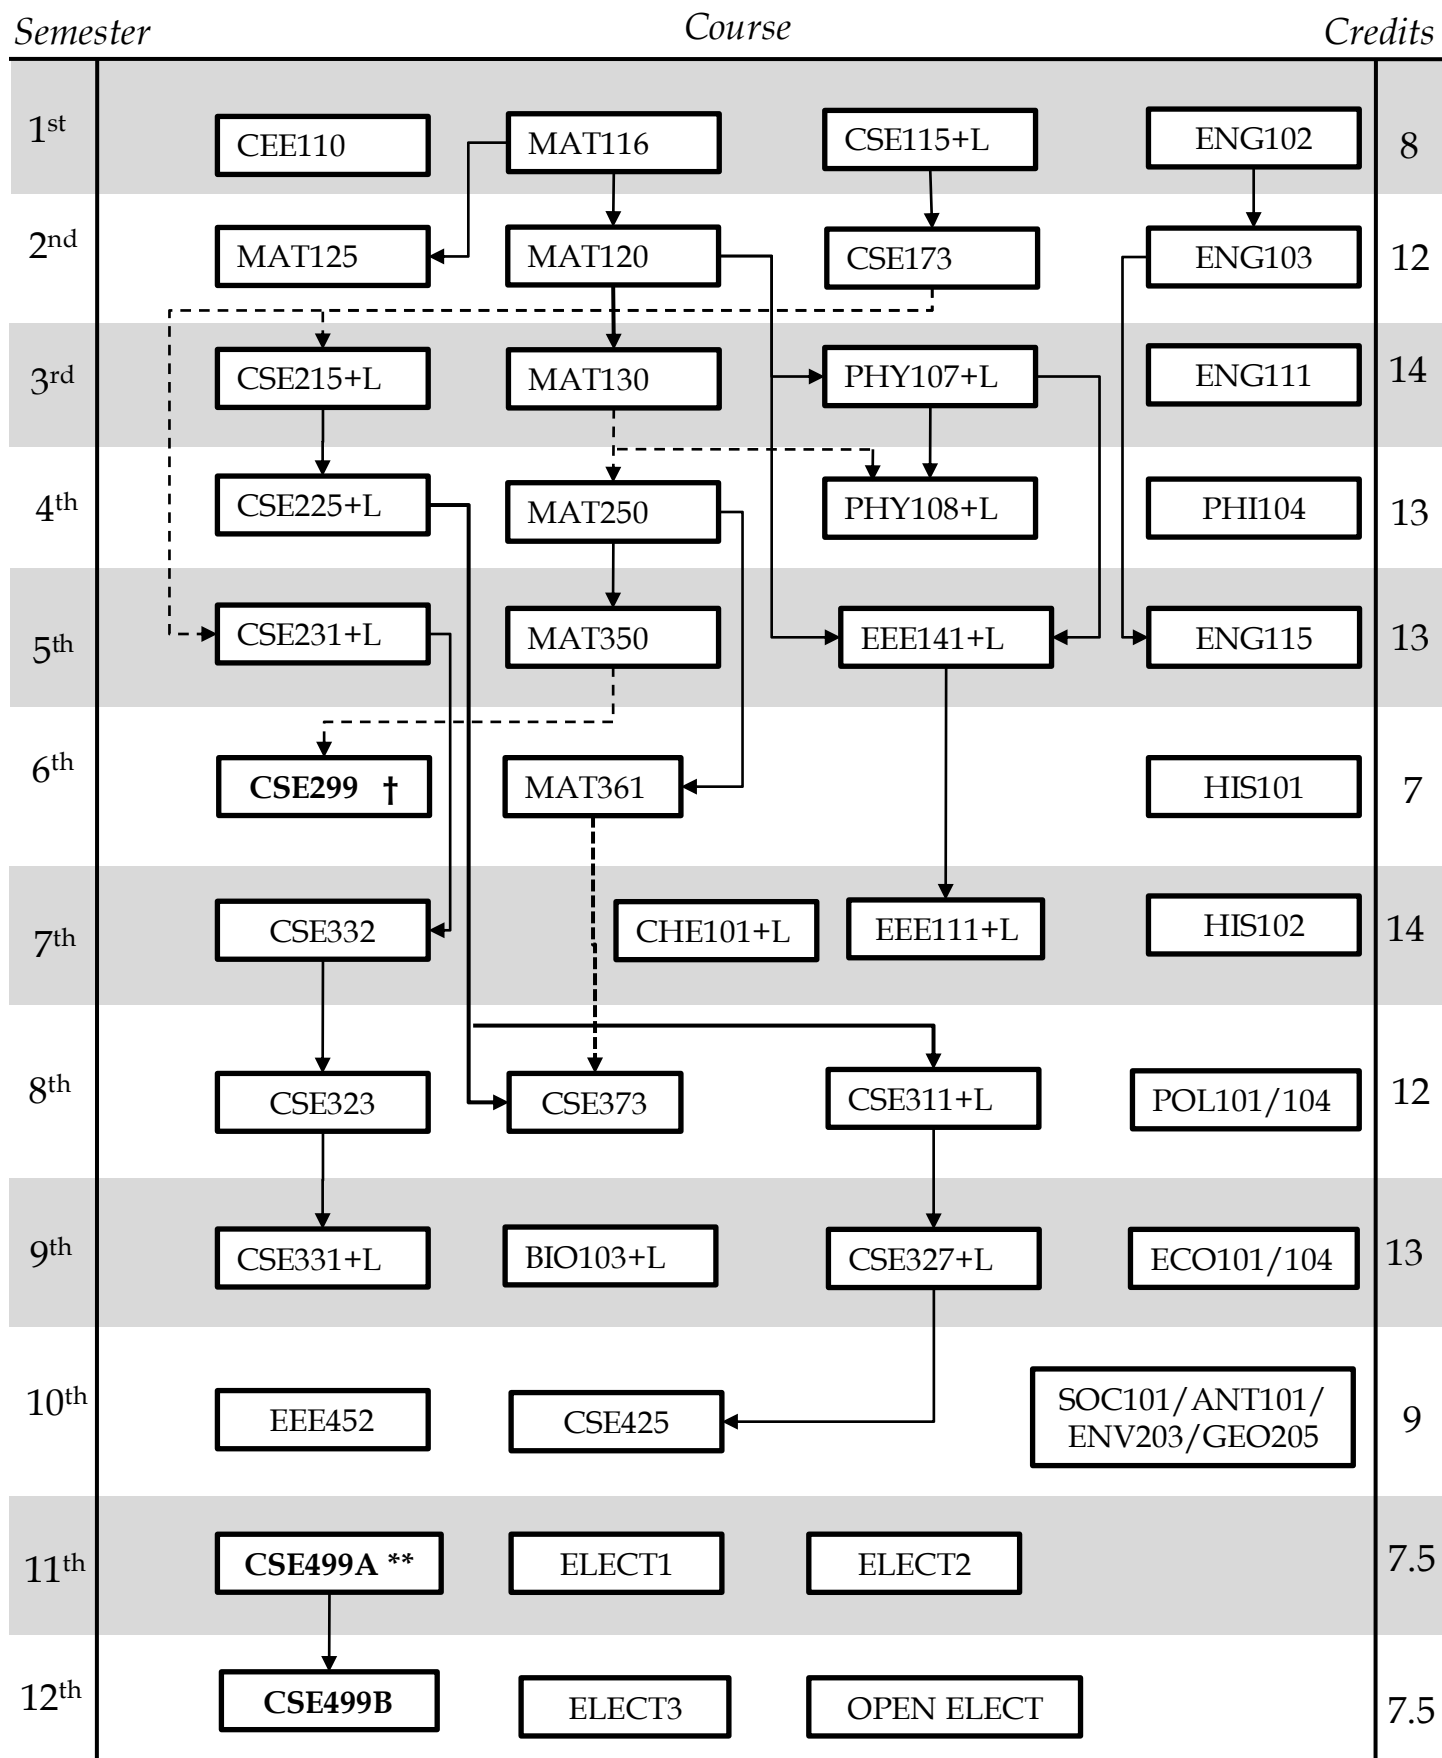 Semester Course Credits
1st
CEE110
MAT116
CSE115+L
ENG102
8
2nd
MAT125
MAT120
CSE173
ENG103
12
3rd
CSE215+L
MAT130
PHY107+L
ENG111
14
4th
CSE225+L
MAT250
PHY108+L
PHI104
13
5th
CSE231+L
MAT350
EEE141+L
ENG115
13
6th
CSE299 †
MAT361
HIS101
7
7th
CSE332
CHE101+L
EEE111+L
HIS102
14
8th
CSE323
CSE373
CSE311+L
POL101/104
12
9th
CSE331+L
BIO103+L
CSE327+L
ECO101/104
13
10th
EEE452
CSE425
SOC101/ANT101/
ENV203/GEO205
9
11th
CSE499A **
ELECT1
ELECT2
7.5
12th
CSE499B
ELECT3
OPEN ELECT
7.5